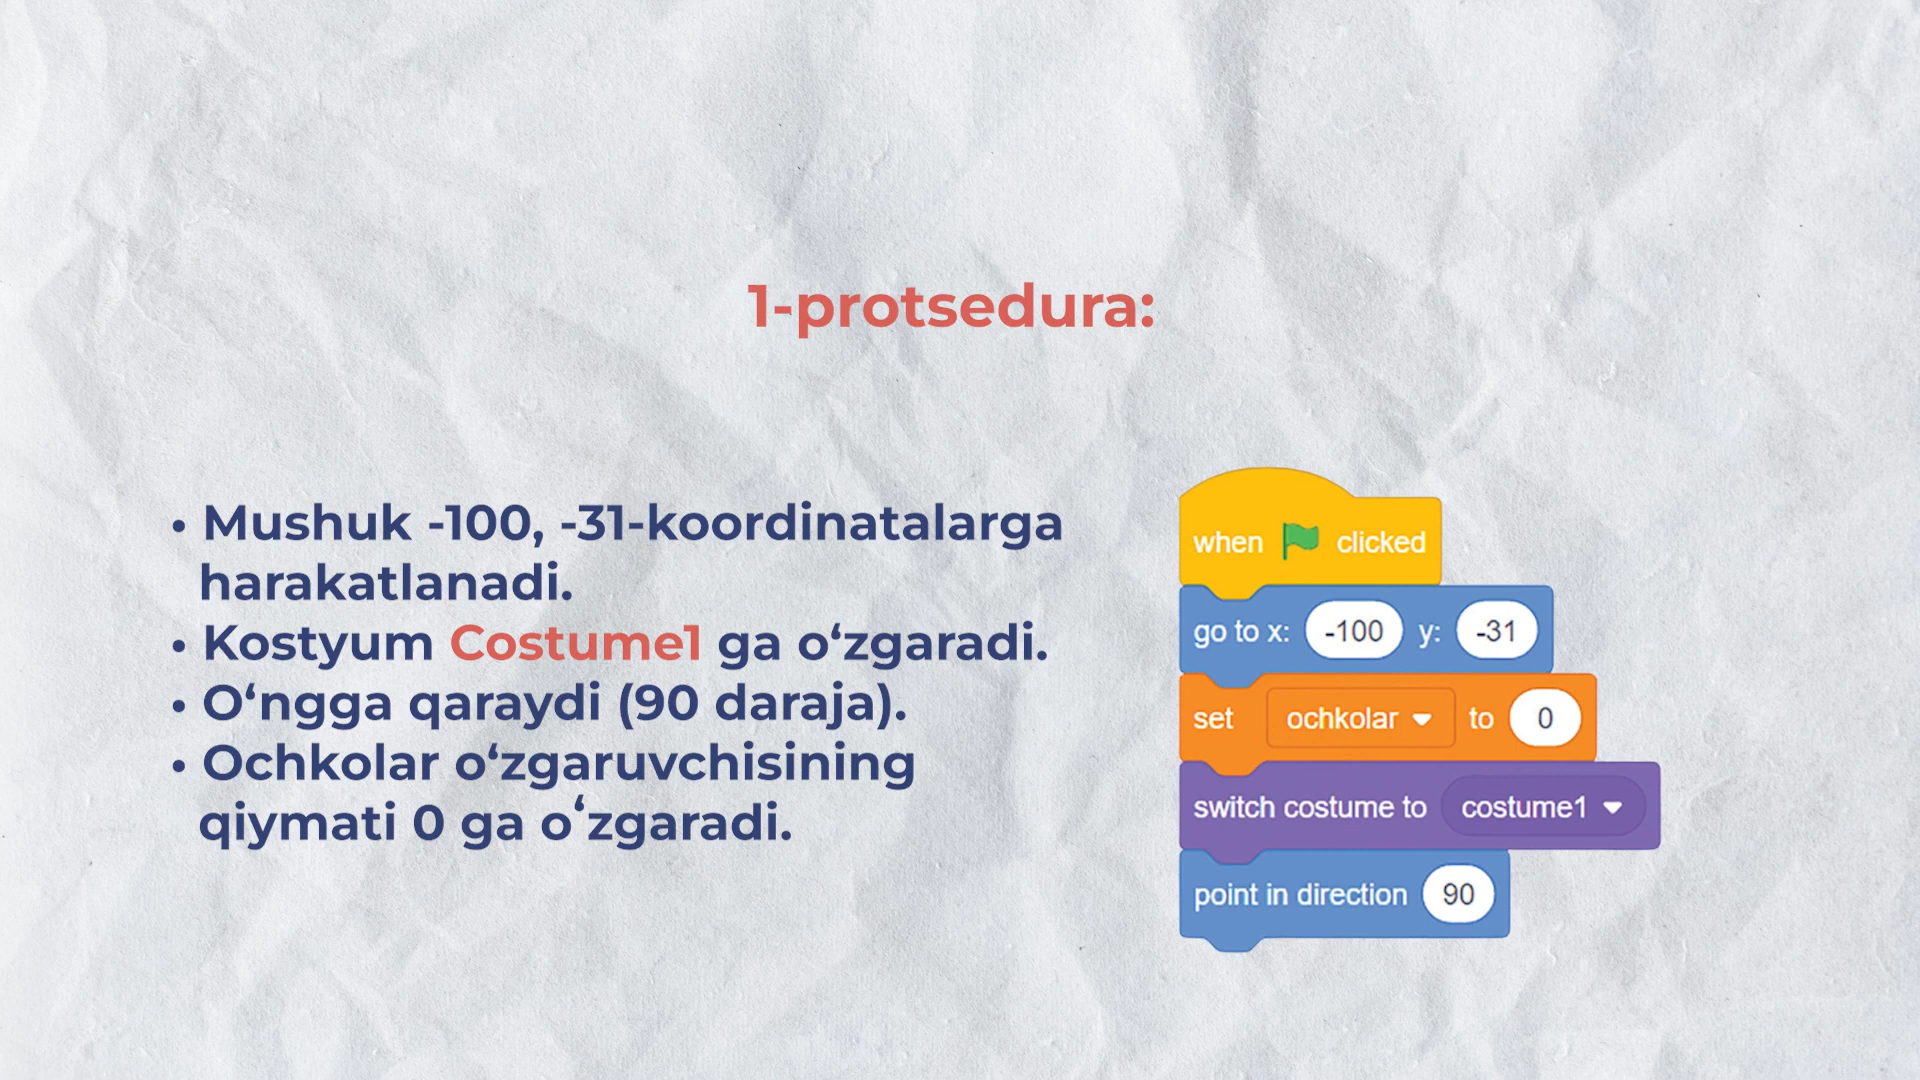 1-protsedura:
• Mushuk -100, -31-koordinatalarga
harakatlanadi.
• Kostyum Costume1 ga o‘zgaradi.
• O‘ngga qaraydi (90 daraja).
• Ochkolar o‘zgaruvchisining
qiymati 0 ga o‘zgaradi.
when clicked
go to x: -100 y: -31
set ochkolar to 0
switch costume to costume1
point in direction 90